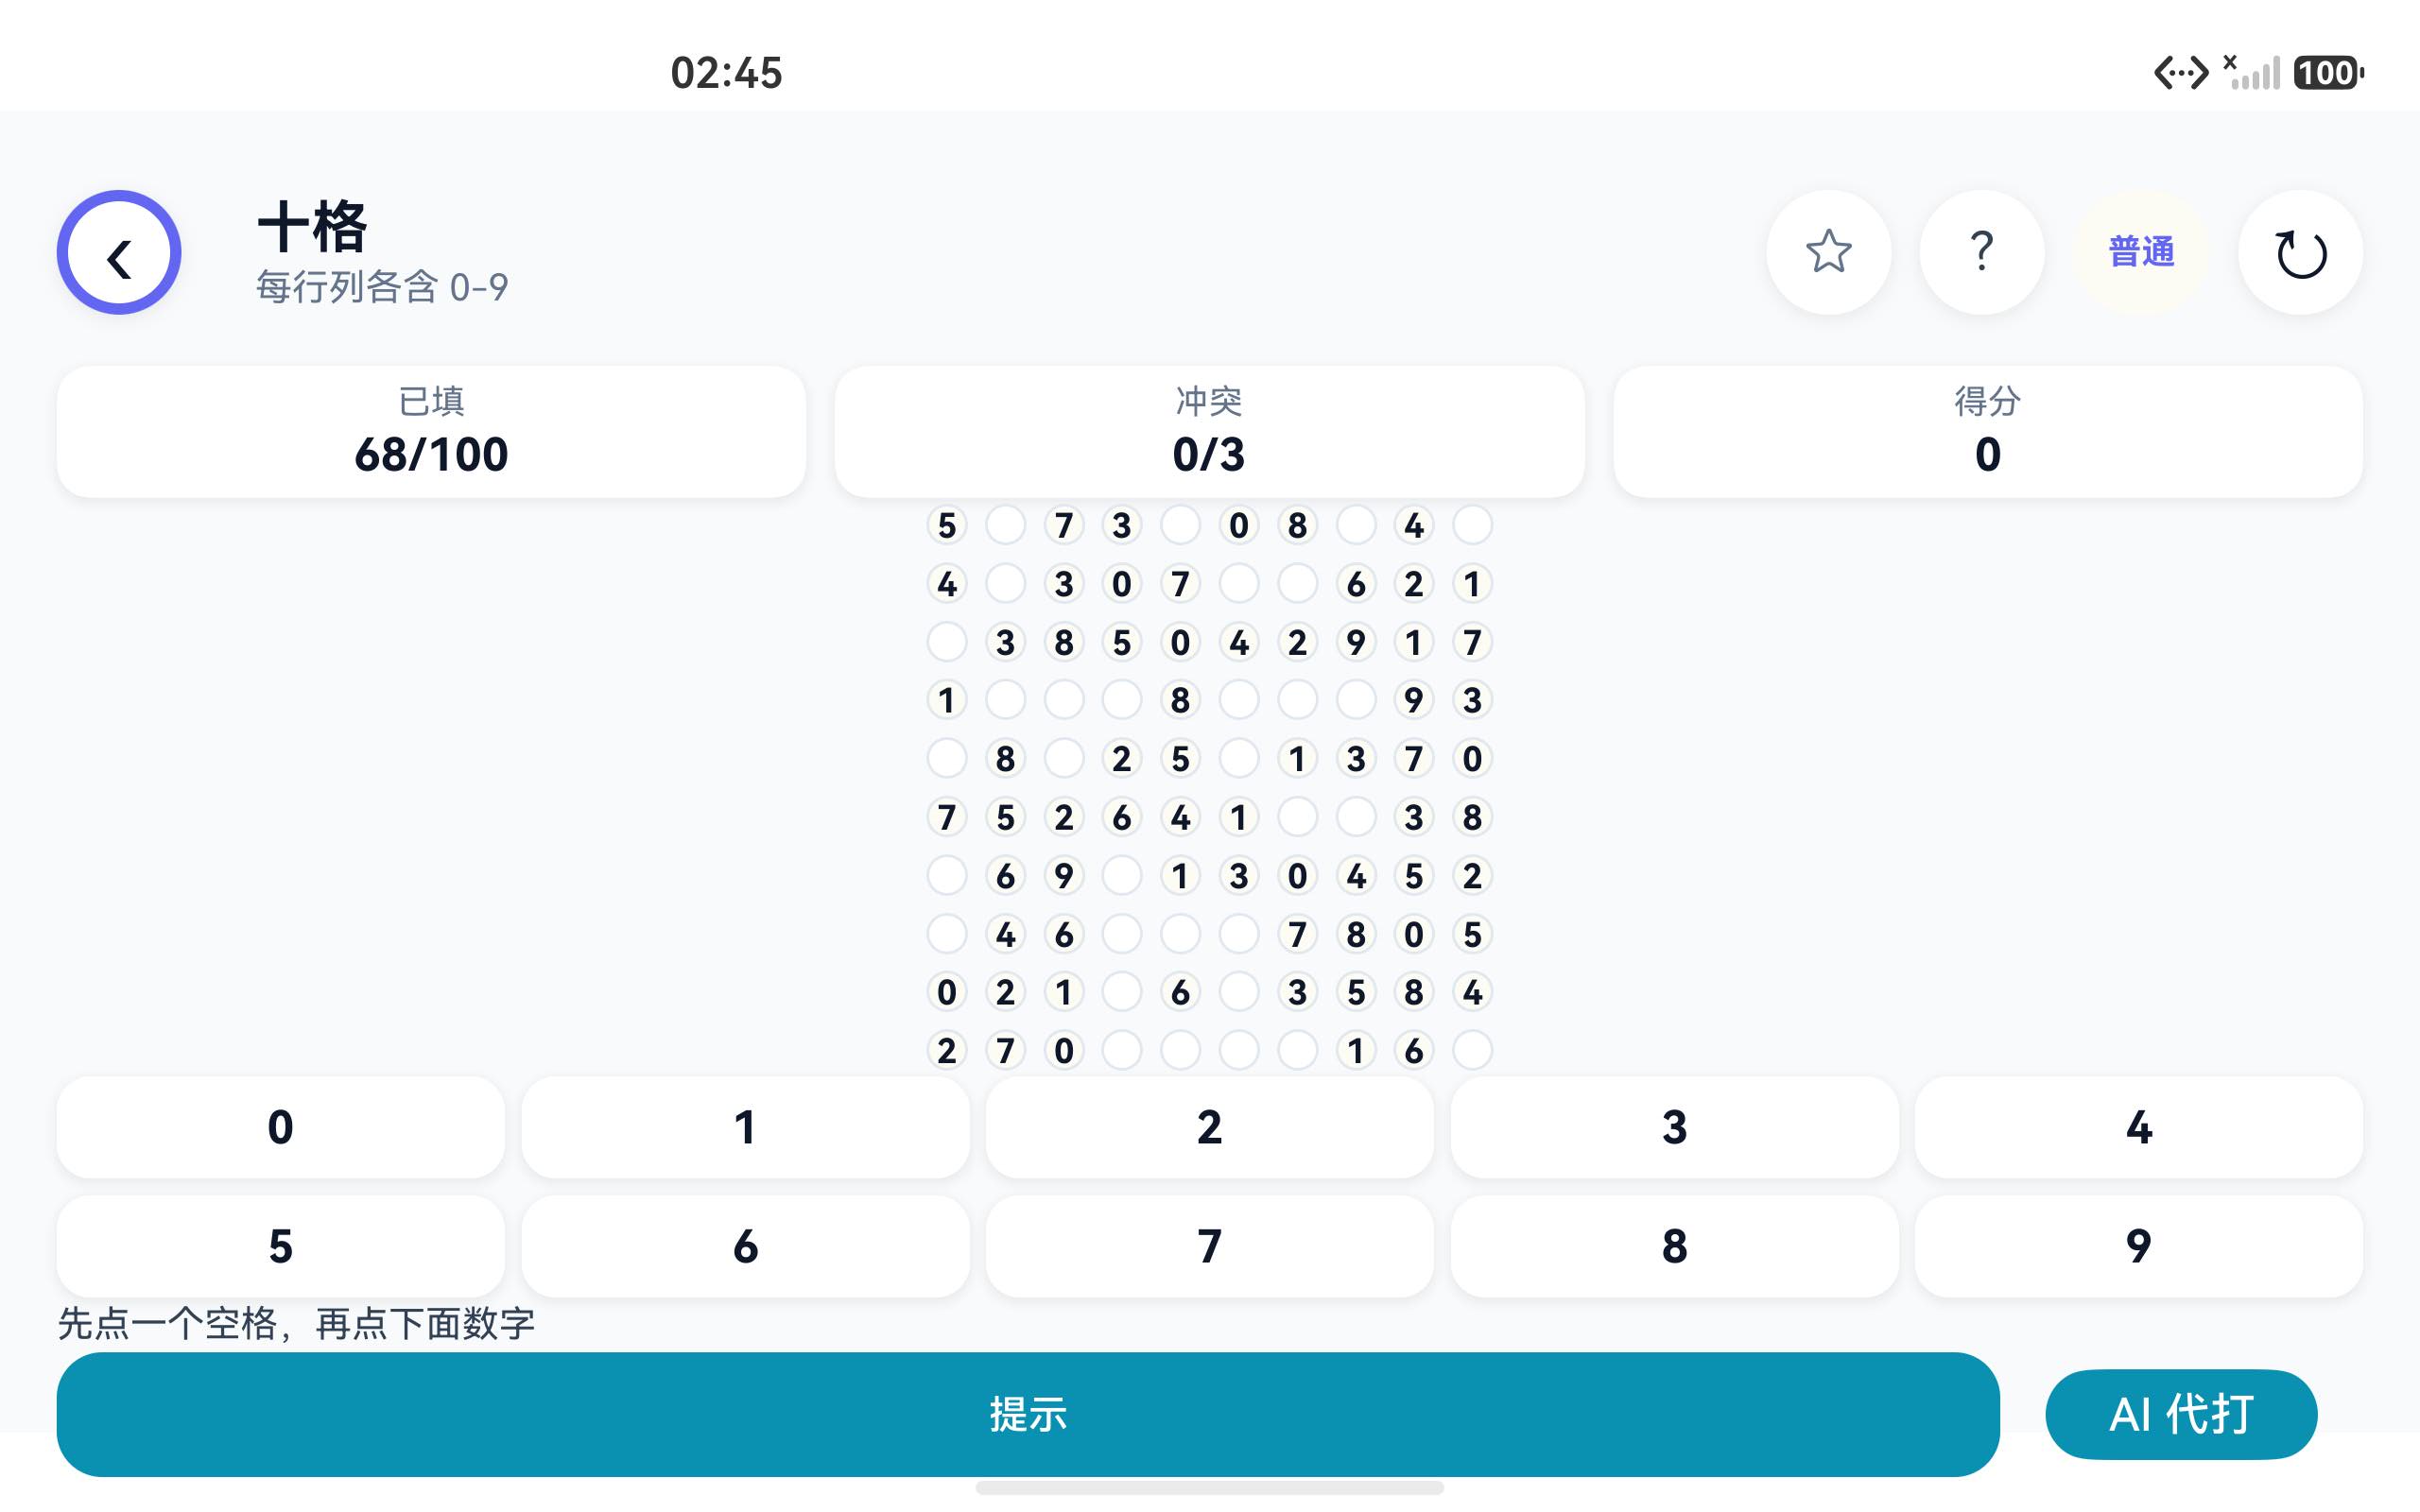 02:45
100
十格
每行列各含 0-9
?
普通
已填
68/100
冲突
0/3
得分
0
5 7 3 0 8 4
4 3 0 7 6 2 1
3 8 5 0 4 2 9 1 7
1 8 9 3
8 2 5 1 3 7 0
7 5 2 6 4 1 3 8
6 9 1 3 0 4 5 2
4 6 7 8 0 5
0 2 1 6 3 5 8 4
2 7 0 1 6
0 1 2 3 4
5 6 7 8 9
先点一个空格，再点下面数字
提示
AI 代打